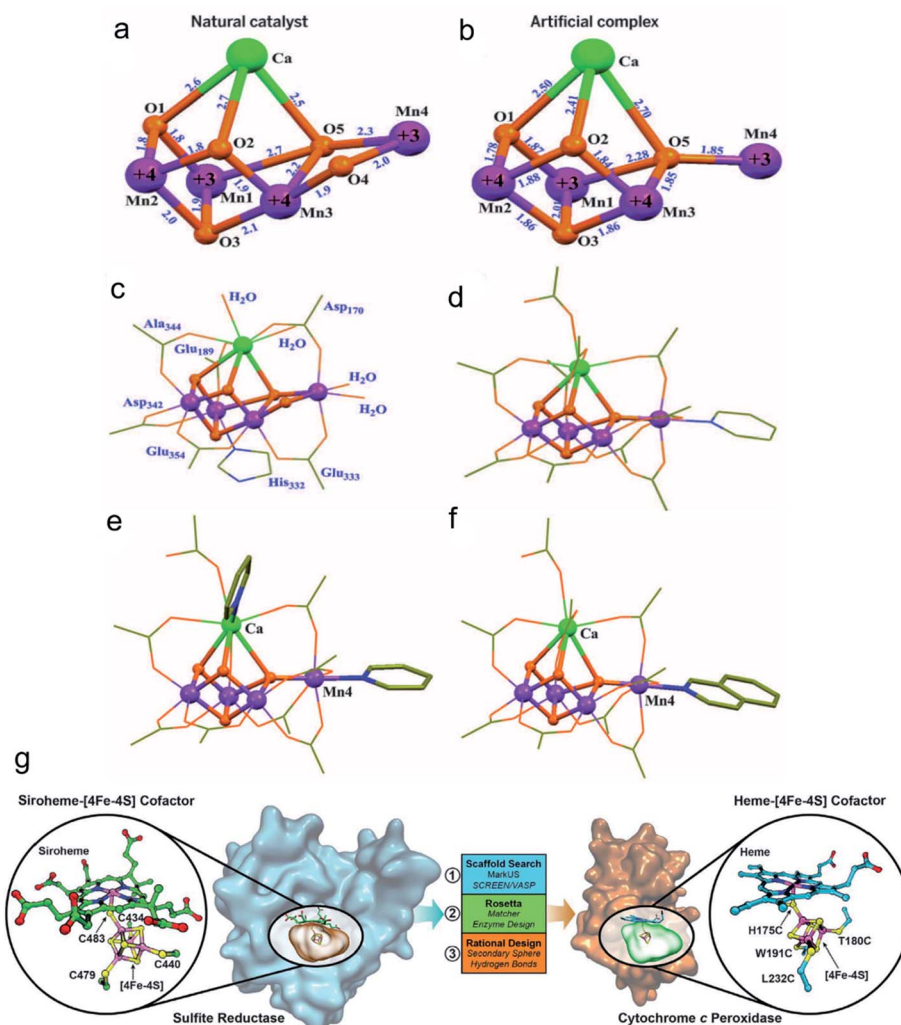 a
Natural catalyst
Ca
2.6
2.7
2.5
O1
O2
O5
Mn4
2.3
+3
1.8
1.8
1.8
2.7
2.2
2.0
O4
+4
+3
1.9
1.9
+4
1.9
Mn2
Mn1
Mn3
2.0
2.1
O3
b
Artificial complex
Ca
2.50
2.41
2.70
O1
O2
O5
Mn4
1.85
+3
1.78
1.87
1.84
2.28
1.85
+4
1.88
+3
+4
Mn2
2.01
Mn1
Mn3
1.86
1.86
O3
c
H2O
Asp170
Ala344
H2O
Glu189
H2O
H2O
Asp342
Glu354
His332
Glu333
d
e
Ca
Mn4
f
Ca
Mn4
g
Siroheme-[4Fe-4S] Cofactor
Siroheme
C434
C483
C479
C440
[4Fe-4S]
Sulfite Reductase
1
Scaffold Search
MarkUS
SCREEN/VASP
2
Rosetta
Matcher
Enzyme Design
3
Rational Design
Secondary Sphere
Hydrogen Bonds
Heme-[4Fe-4S] Cofactor
Heme
H175C
T180C
W191C
[4Fe-4S]
L232C
Cytochrome c Peroxidase